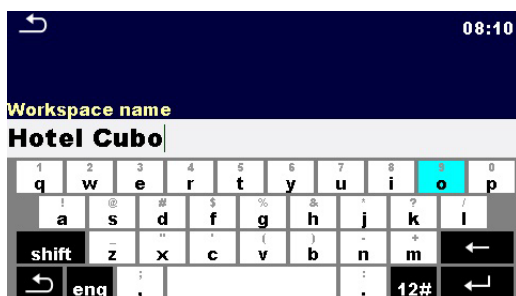 08:10
Workspace name
Hotel Cubo
1 2 3 4 5 6 7 8 9 0
q w e r t y u i o p
! @ # $ % & * ? /
a s d f g h j k l
_ " ' ( ) - +
shift z x c v b n m ←
; :
eng , . 12#